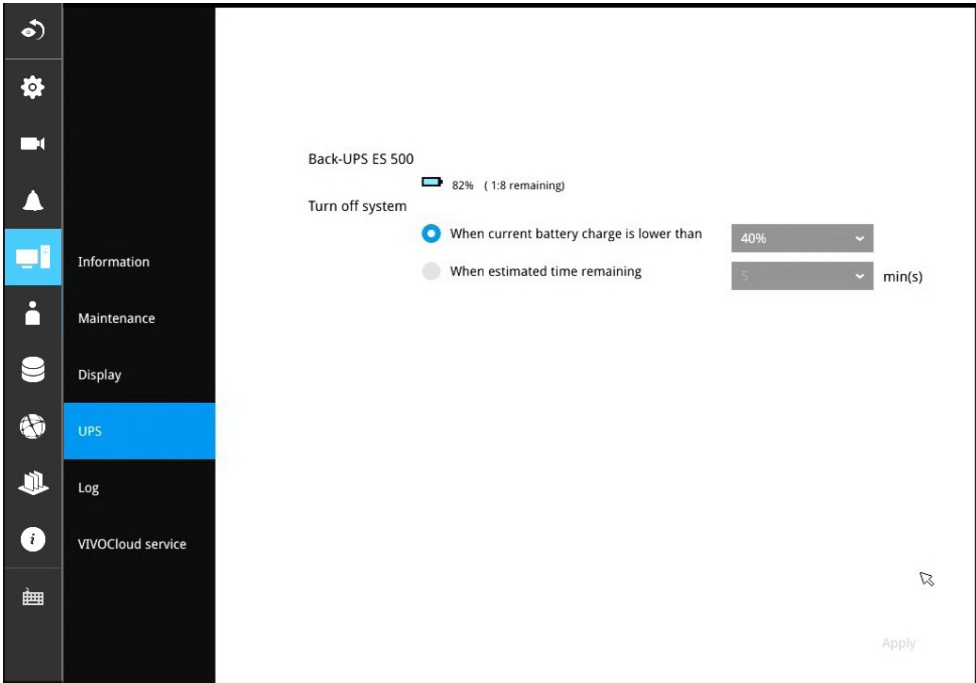 Information
Maintenance
Display
UPS
Log
VIVOCloud service
Back-UPS ES 500
82% ( 1:8 remaining)
Turn off system
When current battery charge is lower than 40%
When estimated time remaining 5 min(s)
Apply